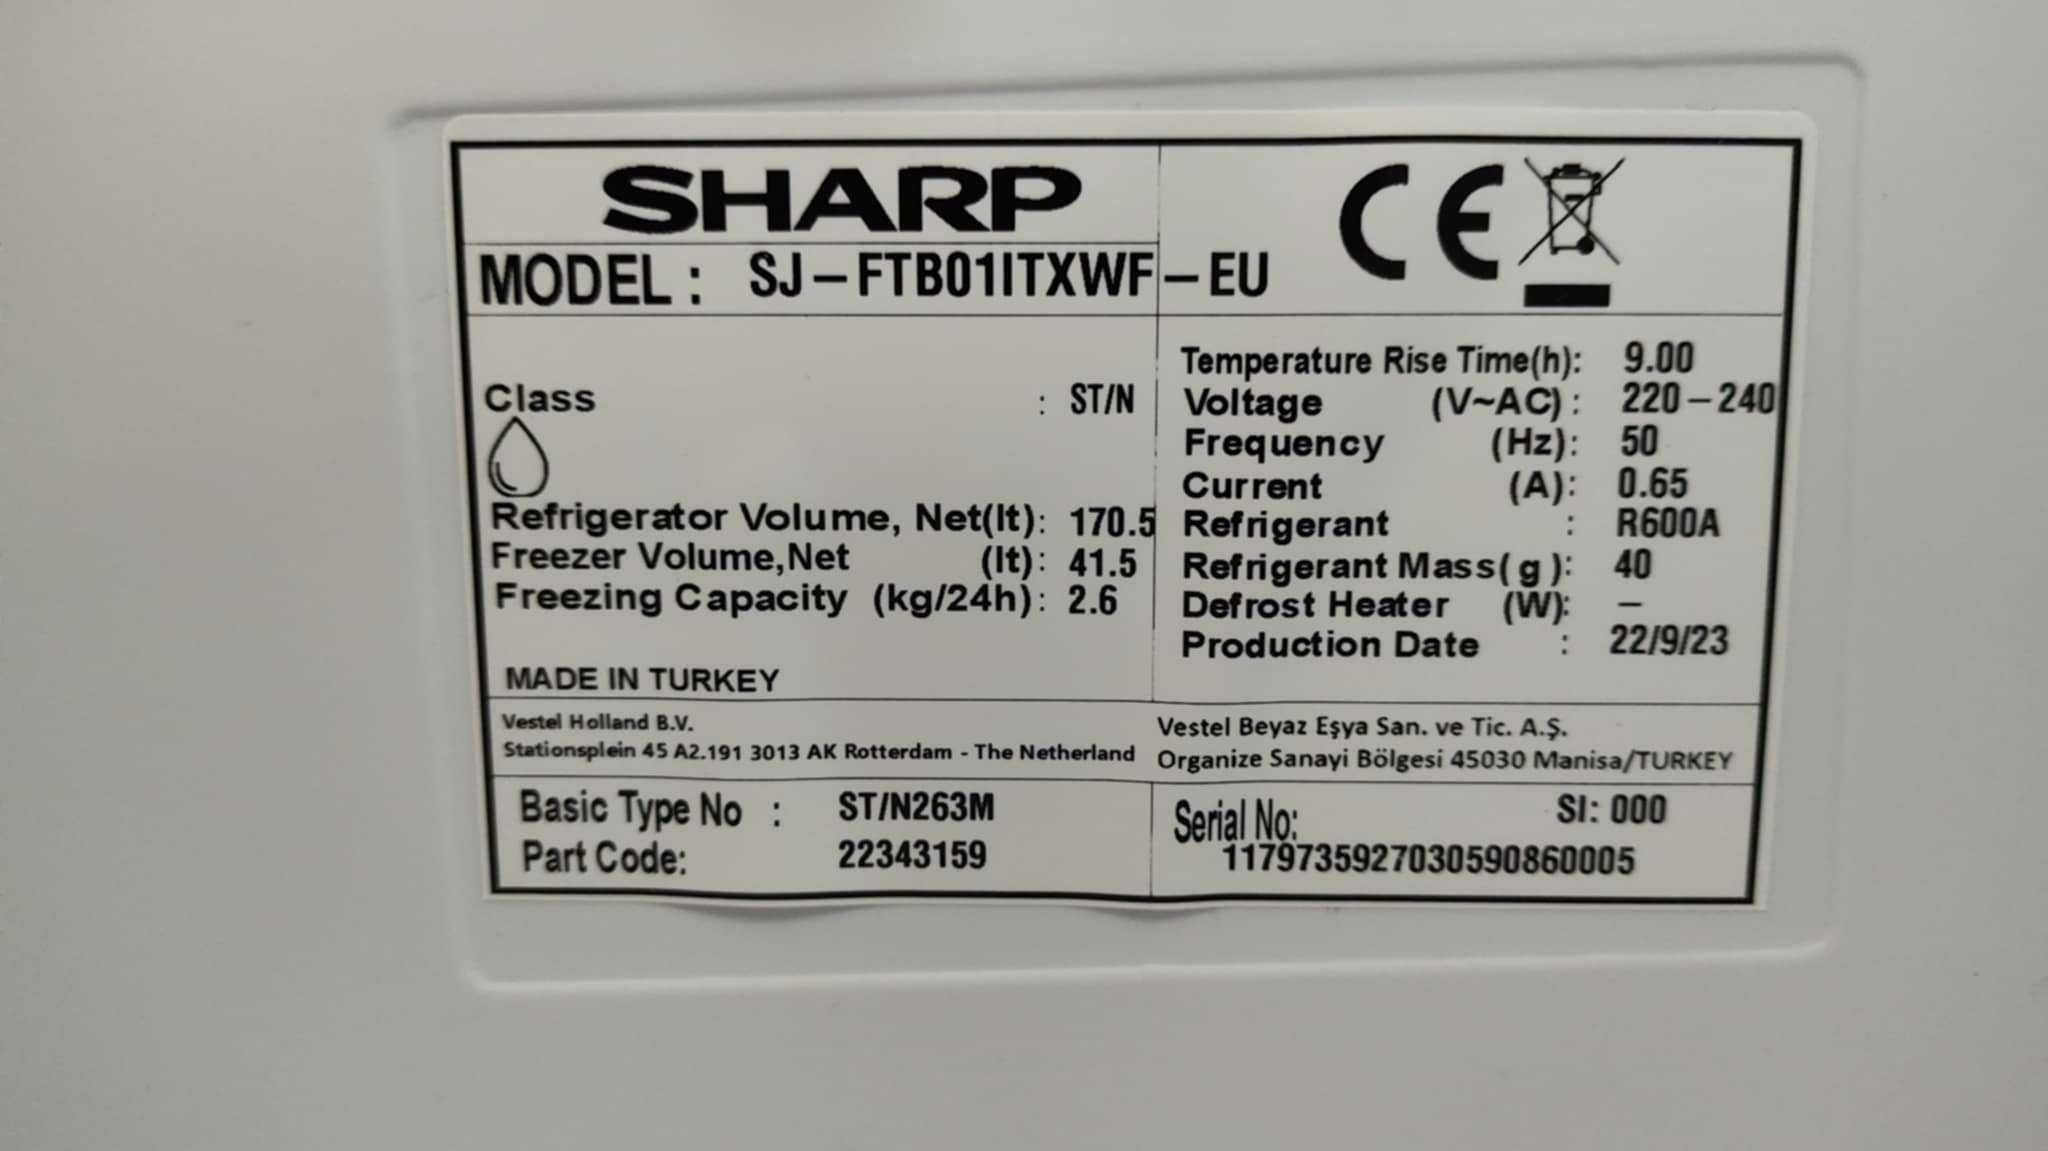 SHARP
CE
MODEL : SJ-FTB01ITXWF-EU
Class : ST/N
Refrigerator Volume, Net(lt): 170.5
Freezer Volume,Net (lt): 41.5
Freezing Capacity (kg/24h): 2.6
MADE IN TURKEY
Temperature Rise Time(h): 9.00
Voltage (V~AC): 220-240
Frequency (Hz): 50
Current (A): 0.65
Refrigerant : R600A
Refrigerant Mass(g): 40
Defrost Heater (W): –
Production Date : 22/9/23
Vestel Holland B.V.
Stationsplein 45 A2.191 3013 AK Rotterdam - The Netherland
Vestel Beyaz Eşya San. ve Tic. A.Ş.
Organize Sanayi Bölgesi 45030 Manisa/TURKEY
Basic Type No : ST/N263M
Part Code: 22343159
Serial No: SI: 000
1179735927030590860005